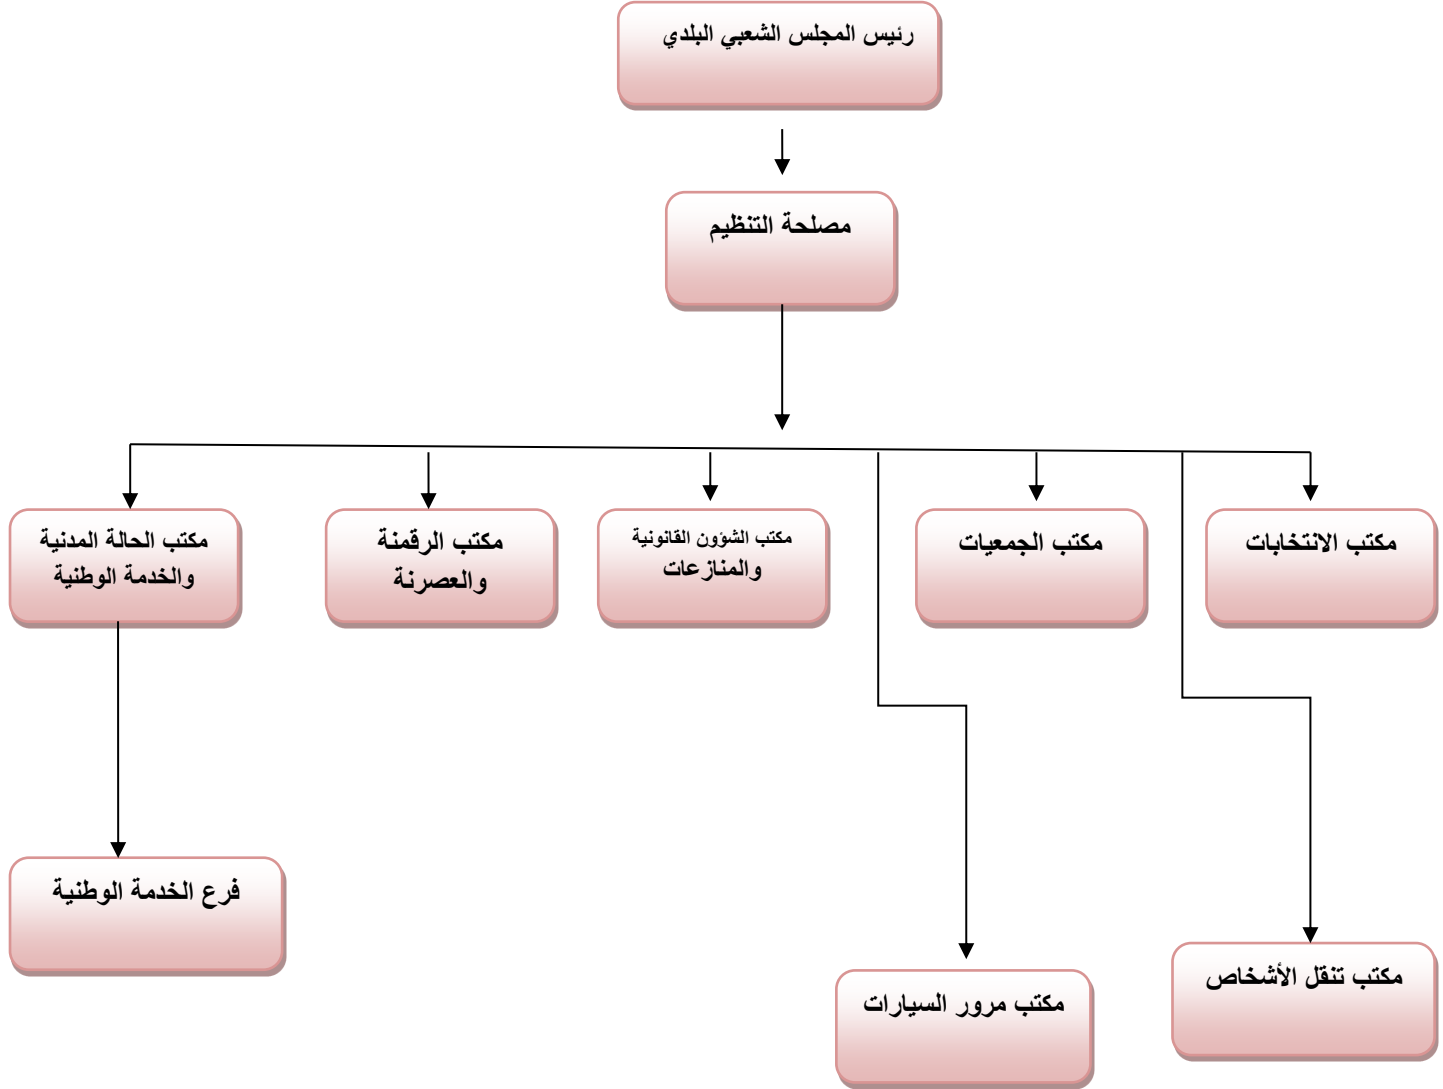 رئيس المجلس الشعبي البلدي
مصلحة التنظيم
مكتب الانتخابات
مكتب الجمعيات
مكتب الشؤون القانونية
والمنازعات
مكتب الرقمنة
والعصرنة
مكتب الحالة المدنية
والخدمة الوطنية
فرع الخدمة الوطنية
مكتب تنقل الأشخاص
مكتب مرور السيارات